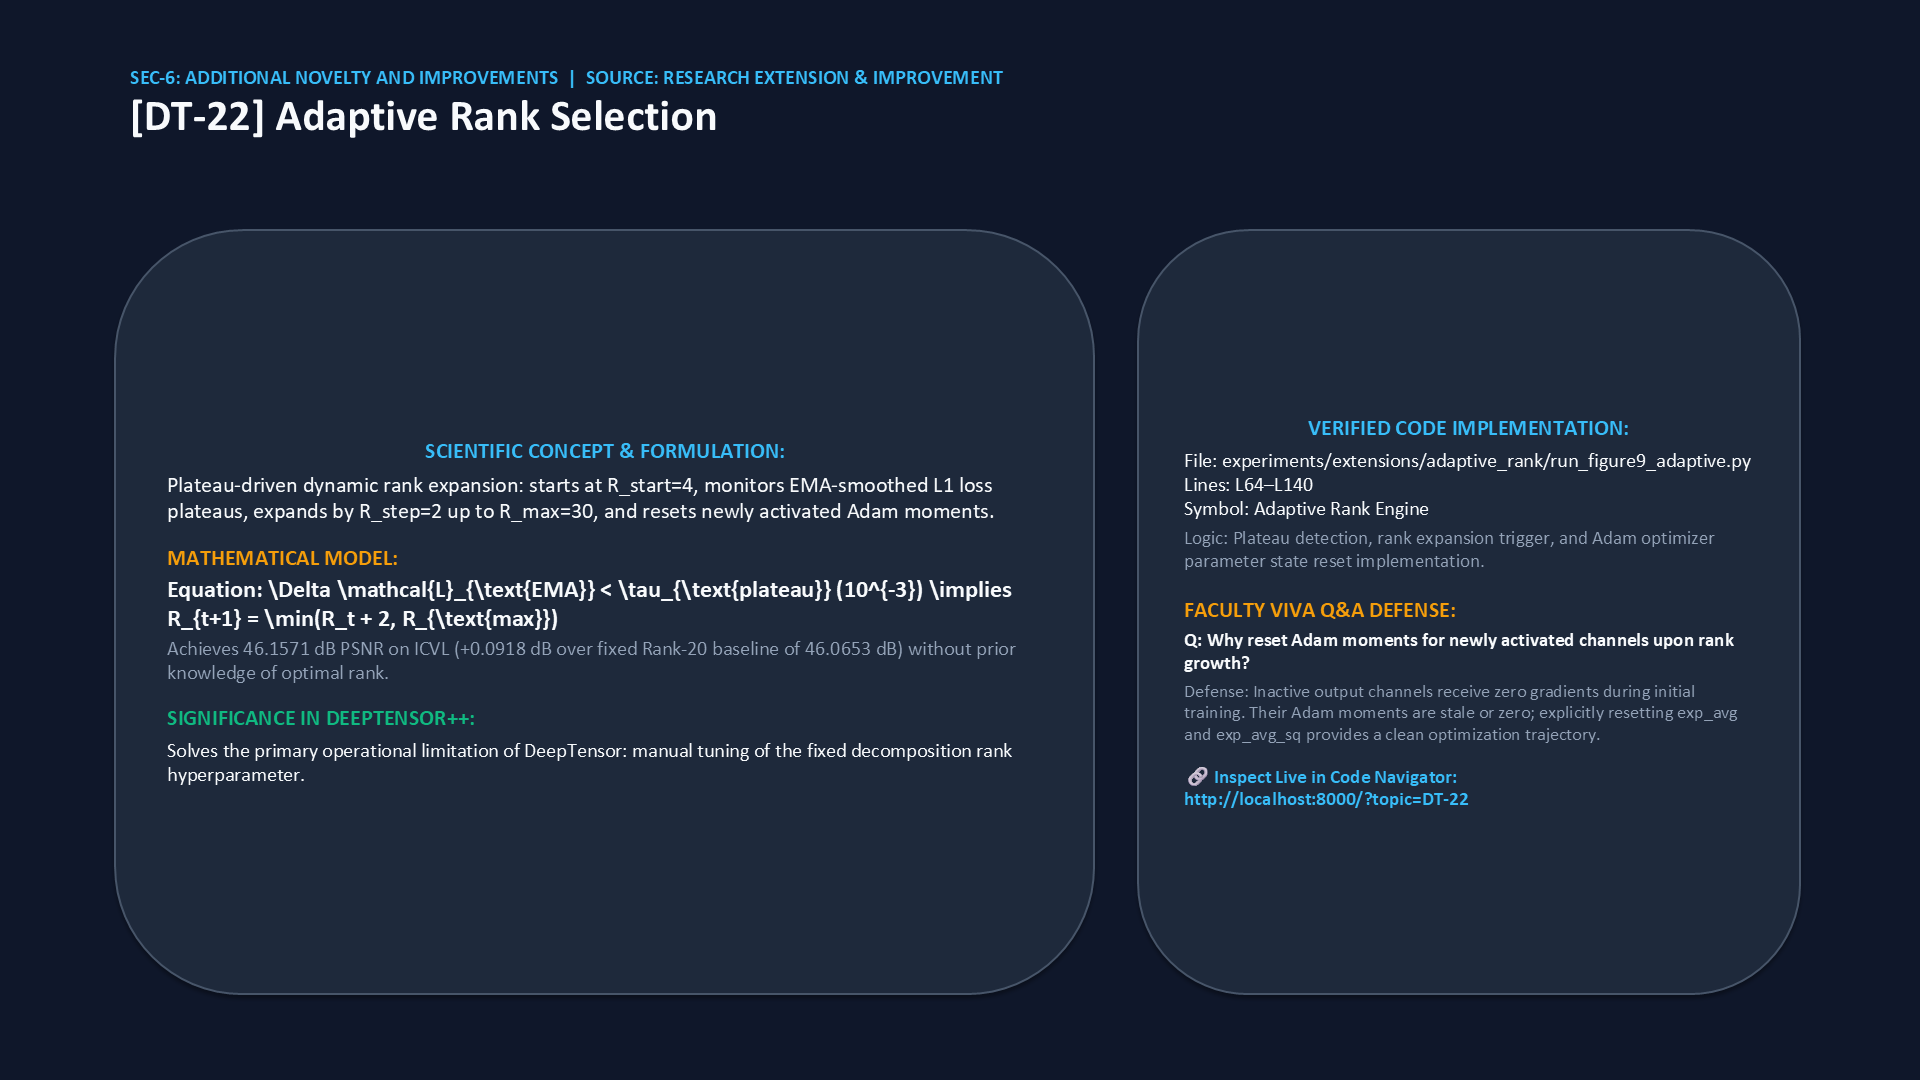 SEC-6: ADDITIONAL NOVELTY AND IMPROVEMENTS | SOURCE: RESEARCH EXTENSION & IMPROVEMENT
[DT-22] Adaptive Rank Selection
SCIENTIFIC CONCEPT & FORMULATION:
Plateau-driven dynamic rank expansion: starts at R_start=4, monitors EMA-smoothed L1 loss
plateaus, expands by R_step=2 up to R_max=30, and resets newly activated Adam moments.
MATHEMATICAL MODEL:
Equation: \Delta \mathcal{L}_{\text{EMA}} < \tau_{\text{plateau}} (10^{-3}) \implies
R_{t+1} = \min(R_t + 2, R_{\text{max}})
Achieves 46.1571 dB PSNR on ICVL (+0.0918 dB over fixed Rank-20 baseline of 46.0653 dB) without prior
knowledge of optimal rank.
SIGNIFICANCE IN DEEPTENSOR++:
Solves the primary operational limitation of DeepTensor: manual tuning of the fixed decomposition rank
hyperparameter.
VERIFIED CODE IMPLEMENTATION:
File: experiments/extensions/adaptive_rank/run_figure9_adaptive.py
Lines: L64–L140
Symbol: Adaptive Rank Engine
Logic: Plateau detection, rank expansion trigger, and Adam optimizer
parameter state reset implementation.
FACULTY VIVA Q&A DEFENSE:
Q: Why reset Adam moments for newly activated channels upon rank
growth?
Defense: Inactive output channels receive zero gradients during initial
training. Their Adam moments are stale or zero; explicitly resetting exp_avg
and exp_avg_sq provides a clean optimization trajectory.
🔗 Inspect Live in Code Navigator:
http://localhost:8000/?topic=DT-22